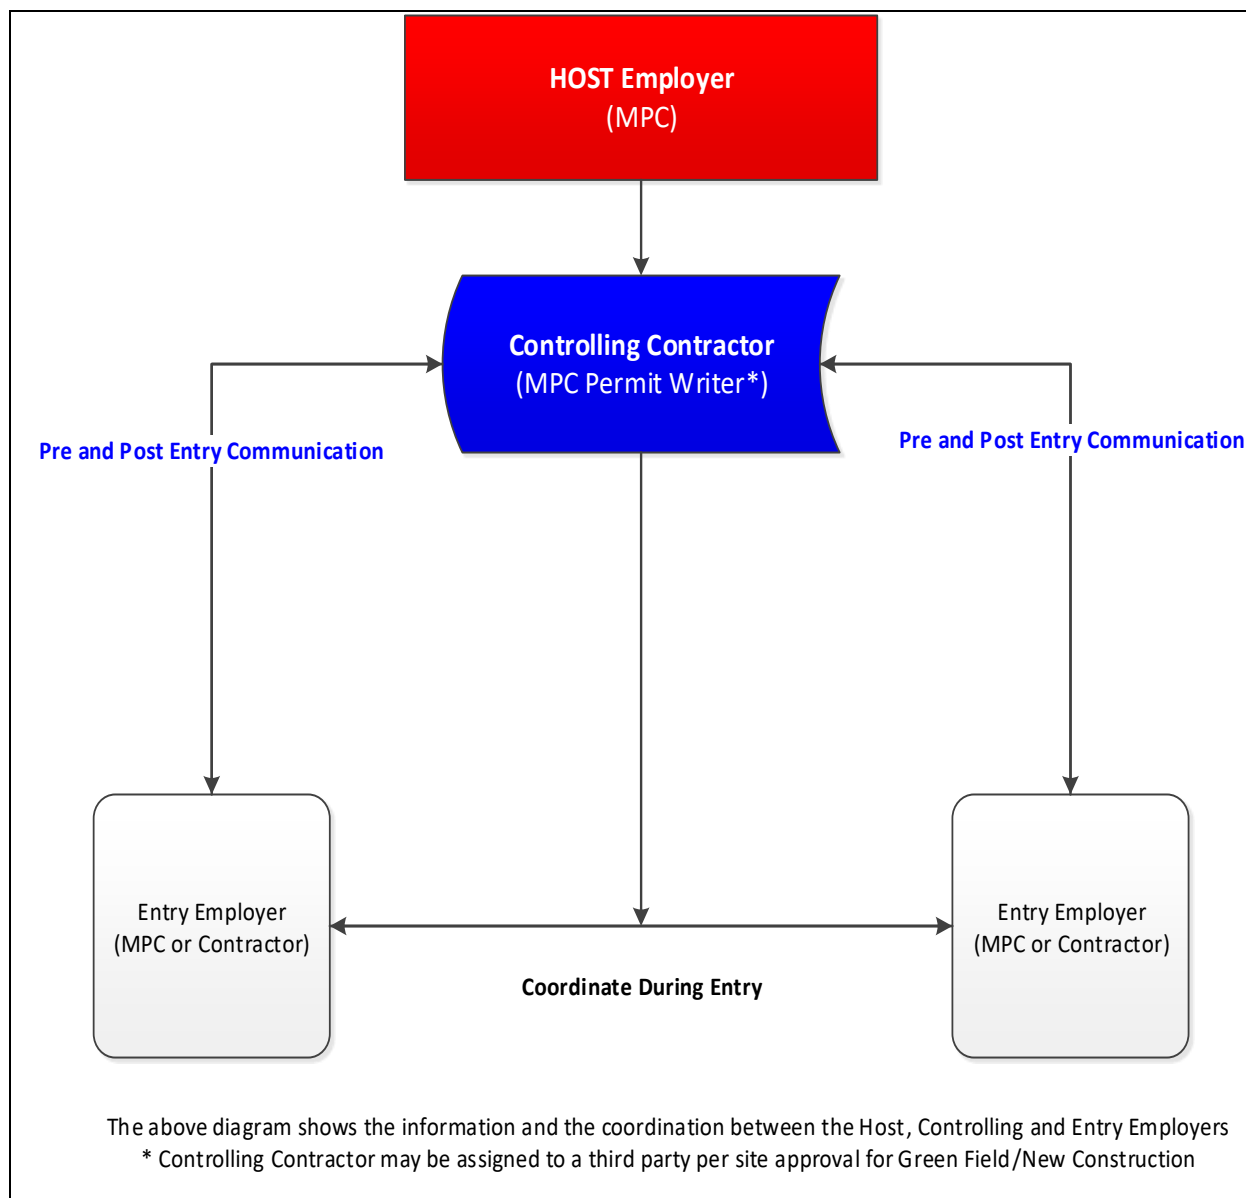 HOST Employer
(MPC)
Controlling Contractor
(MPC Permit Writer*)
Pre and Post Entry Communication
Pre and Post Entry Communication
Entry Employer
(MPC or Contractor)
Entry Employer
(MPC or Contractor)
Coordinate During Entry
The above diagram shows the information and the coordination between the Host, Controlling and Entry Employers
* Controlling Contractor may be assigned to a third party per site approval for Green Field/New Construction